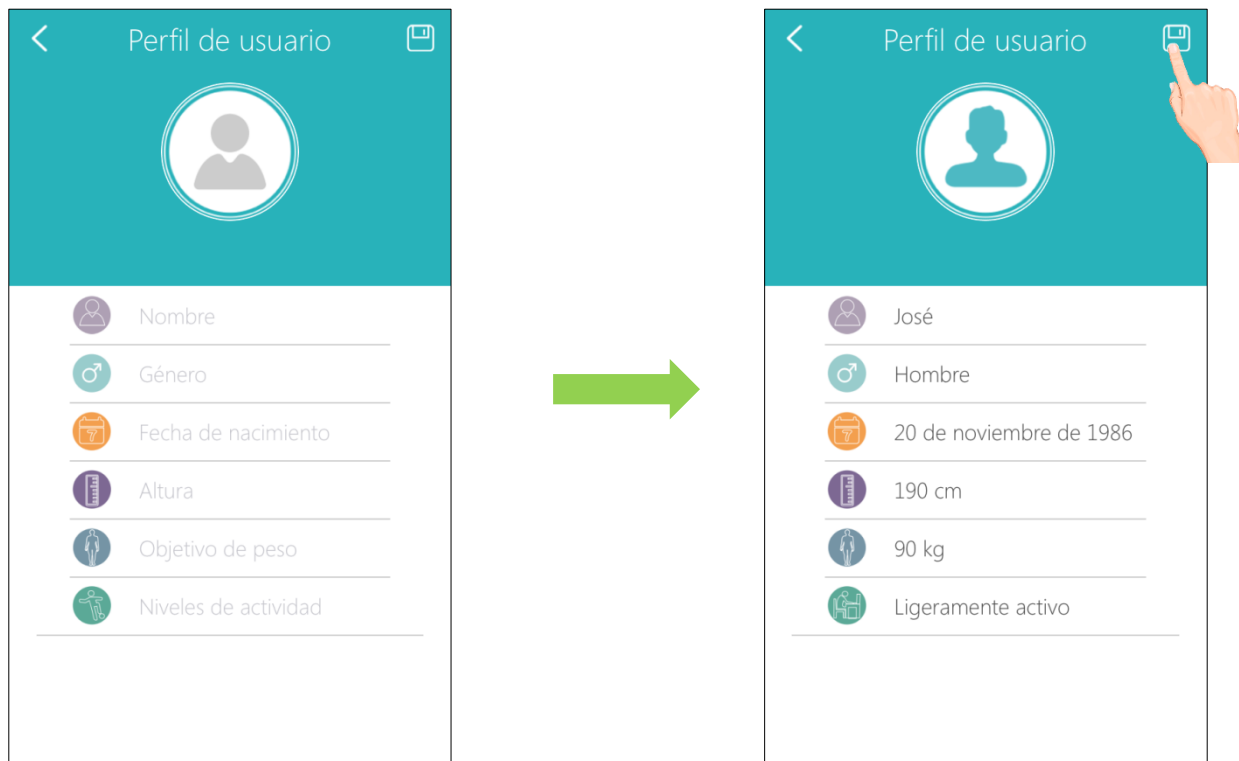 Perfil de usuario
Nombre
Género
Fecha de nacimiento
Altura
Objetivo de peso
Niveles de actividad
Perfil de usuario
José
Hombre
20 de noviembre de 1986
190 cm
90 kg
Ligeramente activo